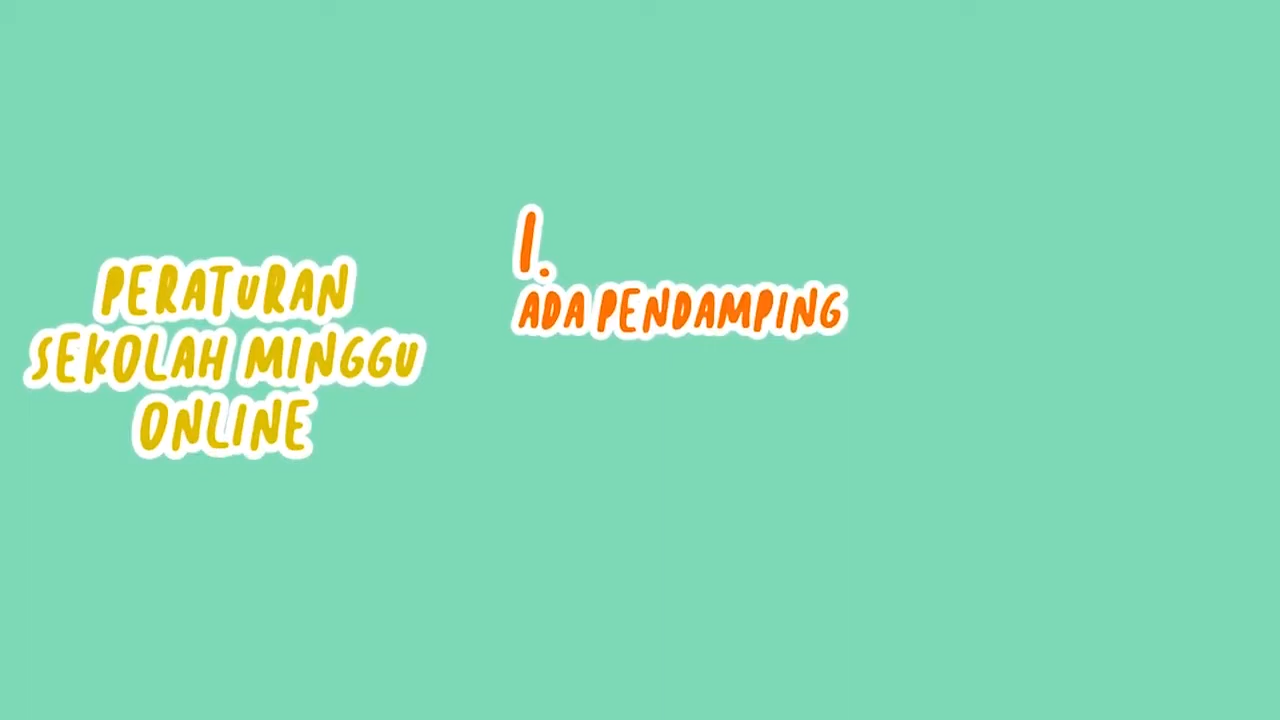 PERATURAN
SEKOLAH MINGGU
ONLINE
1.
ADA PENDAMPING